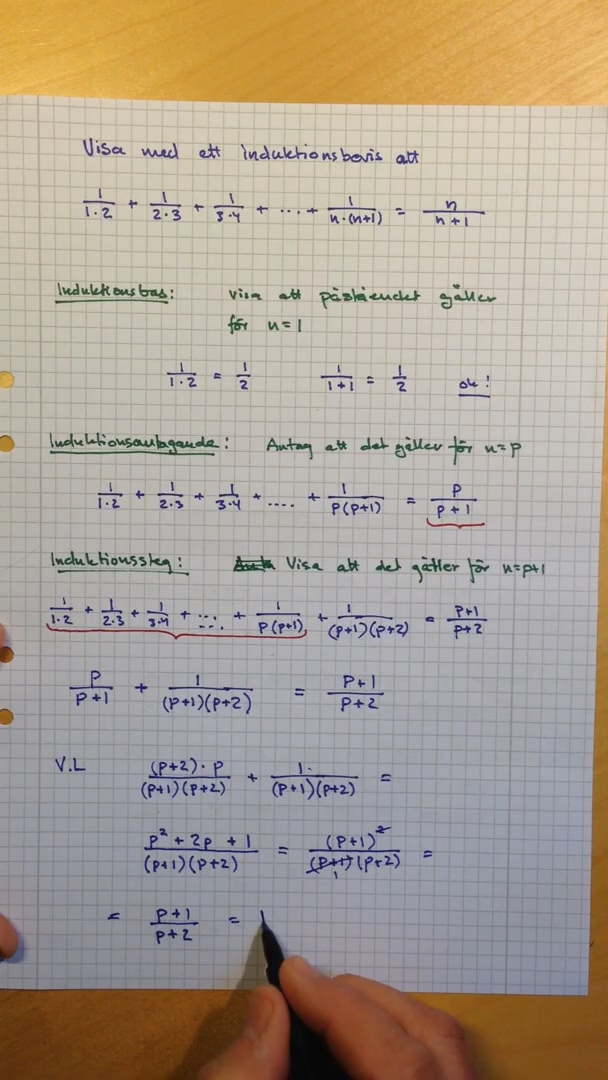 Visa med ett induktionsbevis att
1/(1·2) + 1/(2·3) + 1/(3·4) + ... + 1/(n·(n+1)) = n/(n+1)
Induktionsbas: Visa att påståendet gäller
för n=1
1/(1·2) = 1/2 1/(1+1) = 1/2 ok!
Induktionsantagande: Antag att det gäller för n=p
1/(1·2) + 1/(2·3) + 1/(3·4) + .... + 1/(p(p+1)) = p/(p+1)
Induktionssteg: Visa att det gäller för n=p+1
1/(1·2) + 1/(2·3) + 1/(3·4) + ... + 1/(p(p+1)) + 1/((p+1)(p+2)) = (p+1)/(p+2)
p/(p+1) + 1/((p+1)(p+2)) = (p+1)/(p+2)
V.L ((p+2)·p)/((p+1)(p+2)) + 1·/((p+1)(p+2)) =
(p²+2p+1)/((p+1)(p+2)) = (p+1)²/((p+1)(p+2)) =
= (p+1)/(p+2) =